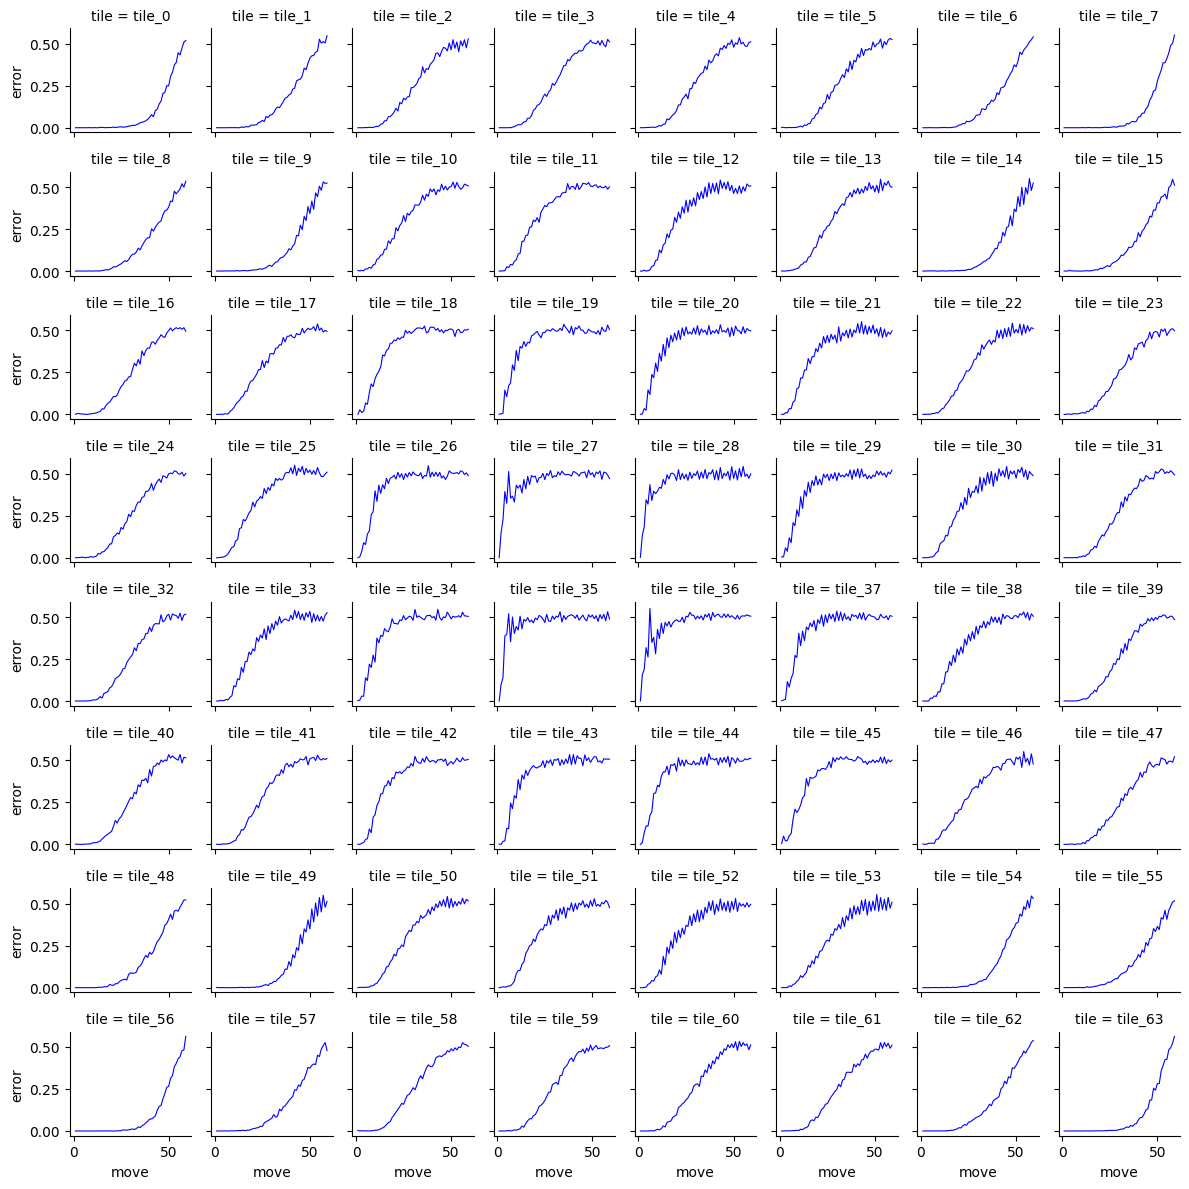 tile = tile_0 tile = tile_1 tile = tile_2 tile = tile_3 tile = tile_4 tile = tile_5 tile = tile_6 tile = tile_7
0.50
error
0.25
0.00
tile = tile_8 tile = tile_9 tile = tile_10 tile = tile_11 tile = tile_12 tile = tile_13 tile = tile_14 tile = tile_15
0.50
error
0.25
0.00
tile = tile_16 tile = tile_17 tile = tile_18 tile = tile_19 tile = tile_20 tile = tile_21 tile = tile_22 tile = tile_23
0.50
error
0.25
0.00
tile = tile_24 tile = tile_25 tile = tile_26 tile = tile_27 tile = tile_28 tile = tile_29 tile = tile_30 tile = tile_31
0.50
error
0.25
0.00
tile = tile_32 tile = tile_33 tile = tile_34 tile = tile_35 tile = tile_36 tile = tile_37 tile = tile_38 tile = tile_39
0.50
error
0.25
0.00
tile = tile_40 tile = tile_41 tile = tile_42 tile = tile_43 tile = tile_44 tile = tile_45 tile = tile_46 tile = tile_47
0.50
error
0.25
0.00
tile = tile_48 tile = tile_49 tile = tile_50 tile = tile_51 tile = tile_52 tile = tile_53 tile = tile_54 tile = tile_55
0.50
error
0.25
0.00
tile = tile_56 tile = tile_57 tile = tile_58 tile = tile_59 tile = tile_60 tile = tile_61 tile = tile_62 tile = tile_63
0.50
error
0.25
0.00
0 50 0 50 0 50 0 50 0 50 0 50 0 50 0 50
move move move move move move move move